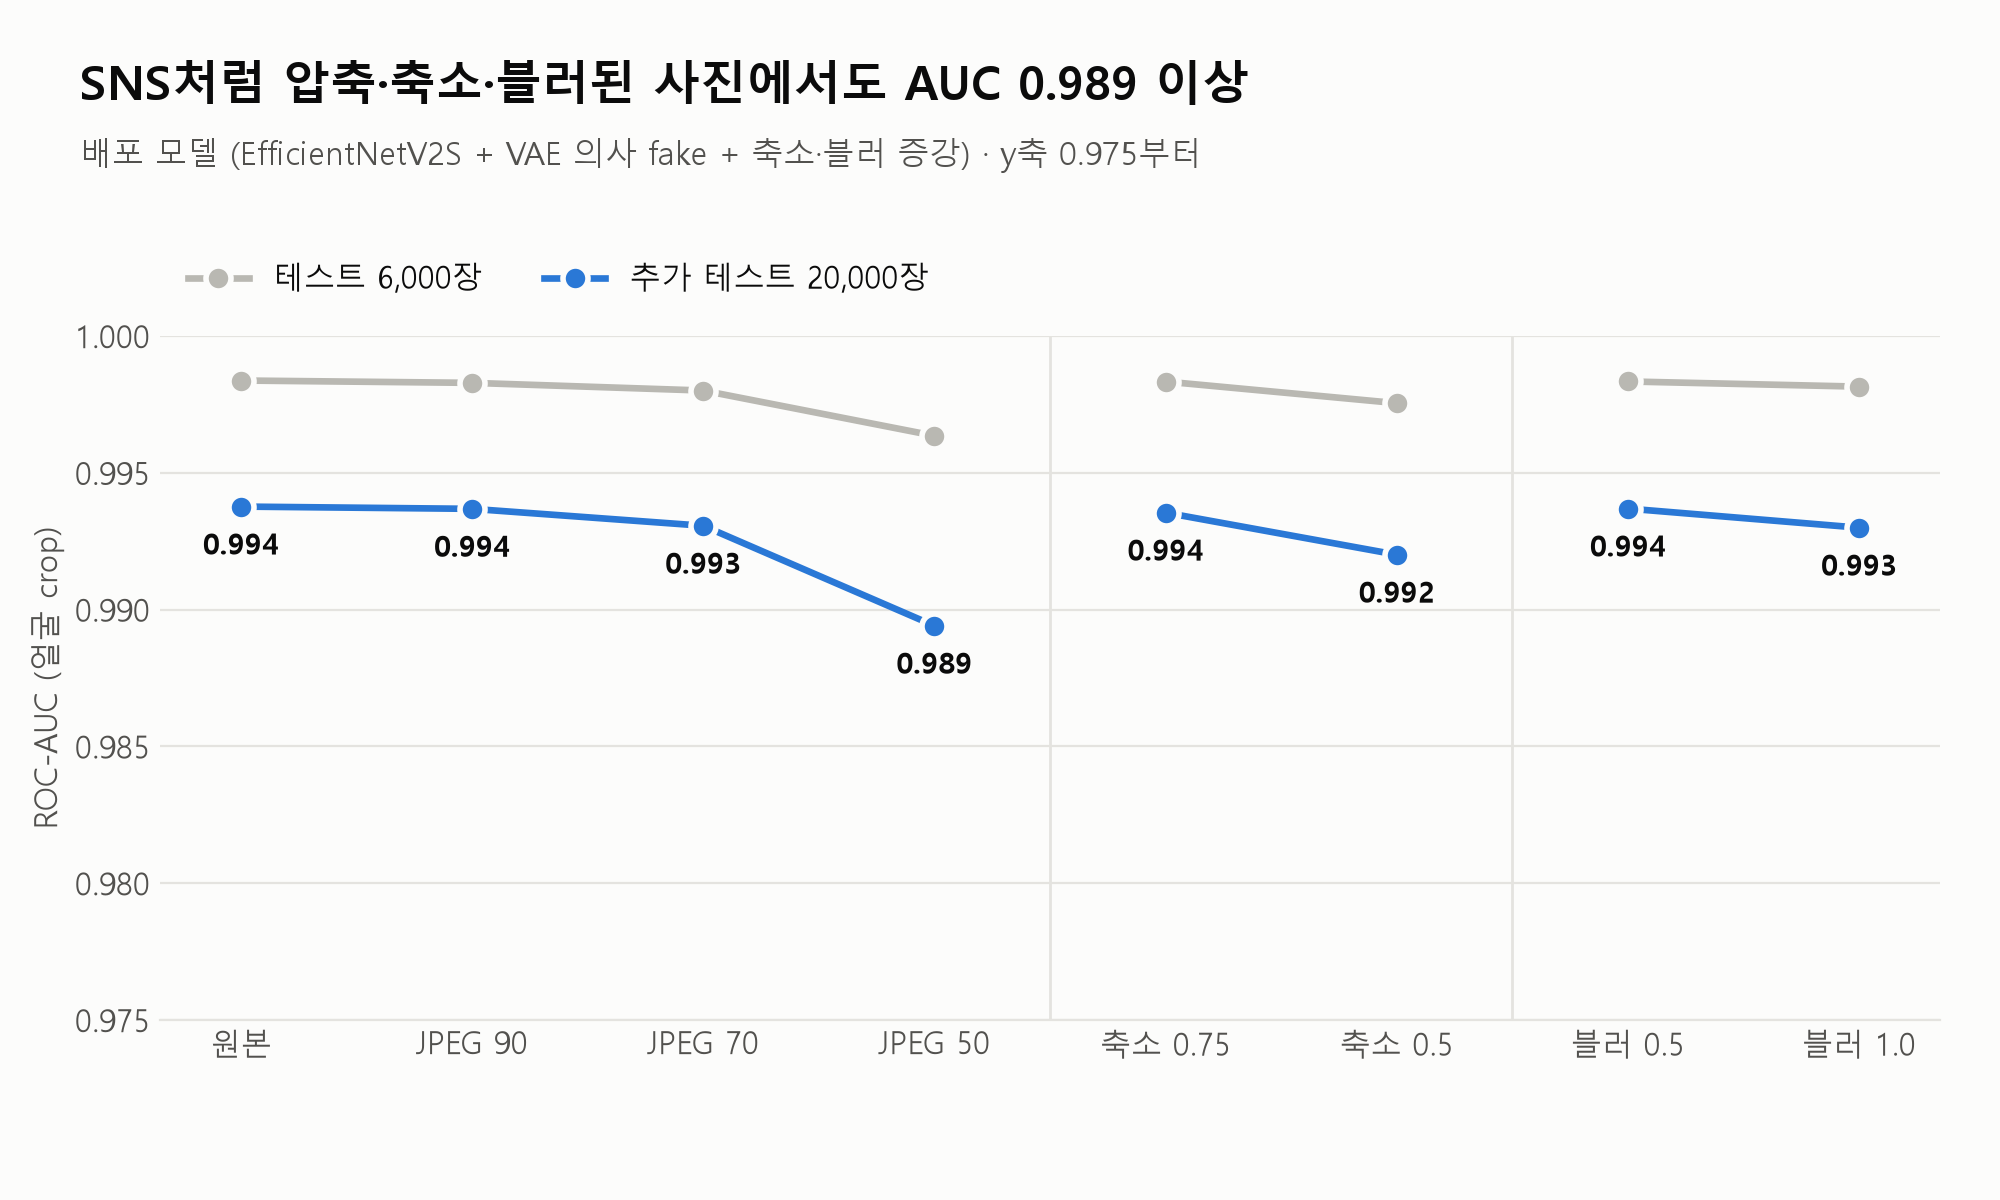 SNS처럼 압축·축소·블러된 사진에서도 AUC 0.989 이상
배포 모델 (EfficientNetV2S + VAE 의사 fake + 축소·블러 증강) · y축 0.975부터
테스트 6,000장
추가 테스트 20,000장
ROC-AUC (얼굴 crop)
1.000
0.995
0.990
0.985
0.980
0.975
0.994
0.994
0.993
0.989
0.994
0.992
0.994
0.993
원본
JPEG 90
JPEG 70
JPEG 50
축소 0.75
축소 0.5
블러 0.5
블러 1.0